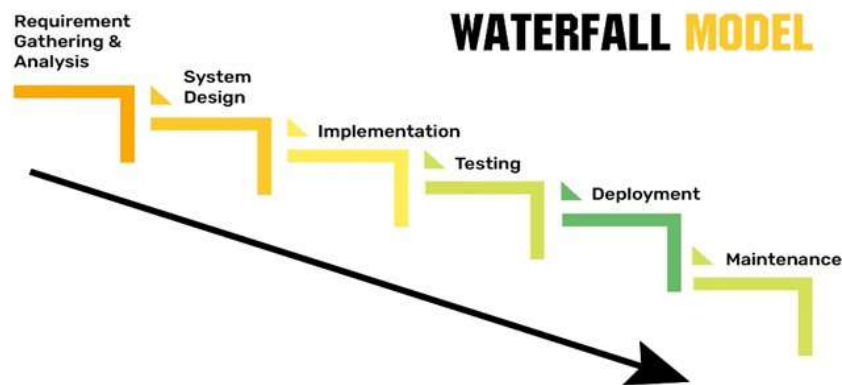 WATERFALL MODEL
Requirement
Gathering &
Analysis
System
Design
Implementation
Testing
Deployment
Maintenance